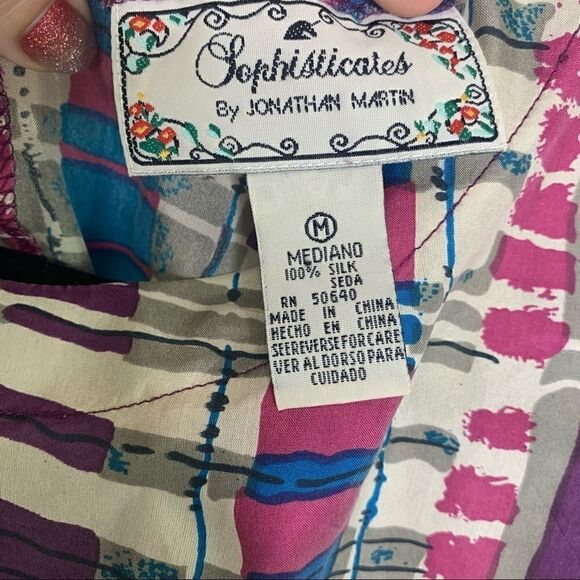 Sophisticates
By JONATHAN MARTIN
M
MEDIANO
100% SILK
SEDA
RN 50640
MADE IN CHINA
HECHO EN CHINA
SEEREVERSEFORCARE
VER AL DORSO PARA
CUIDADO